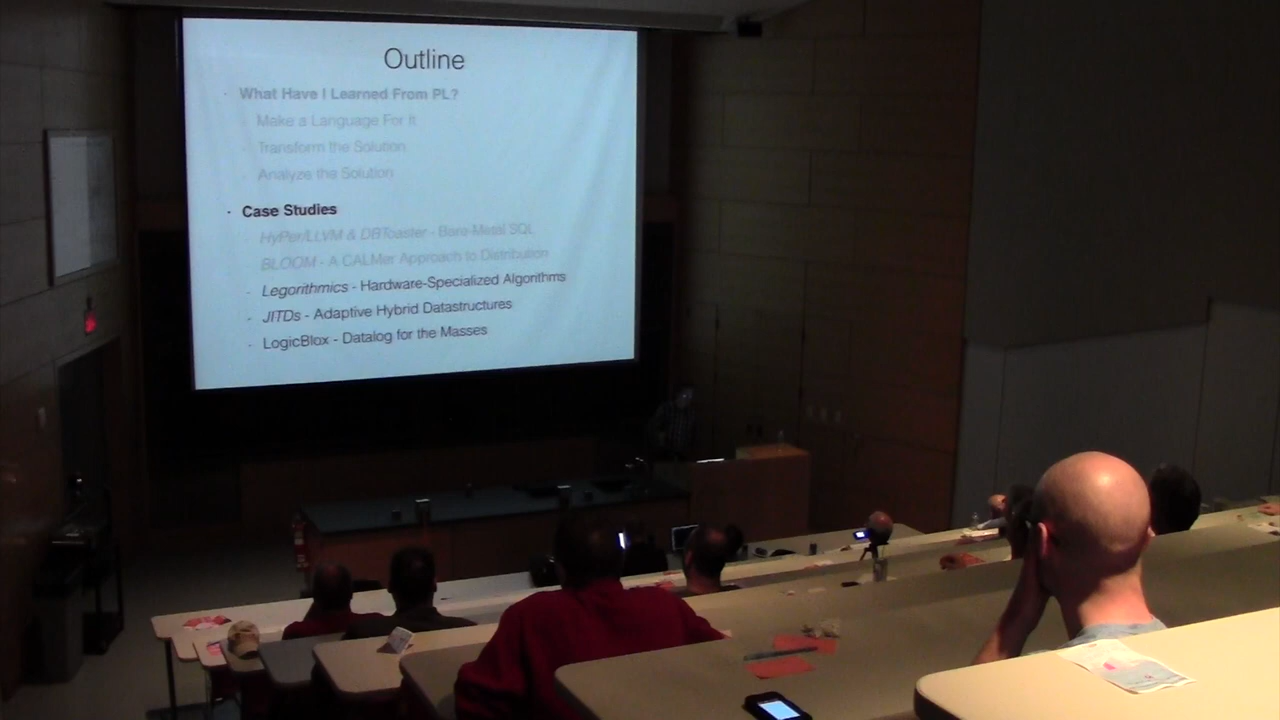 Outline
· What Have I Learned From PL?
- Make a Language For It
- Transform the Solution
- Analyze the Solution
· Case Studies
- HyPer/LLVM & DBToaster - Bare-Metal SQL
- BLOOM - A CALMer Approach to Distribution
- Legorithmics - Hardware-Specialized Algorithms
- JITDs - Adaptive Hybrid Datastructures
- LogicBlox - Datalog for the Masses